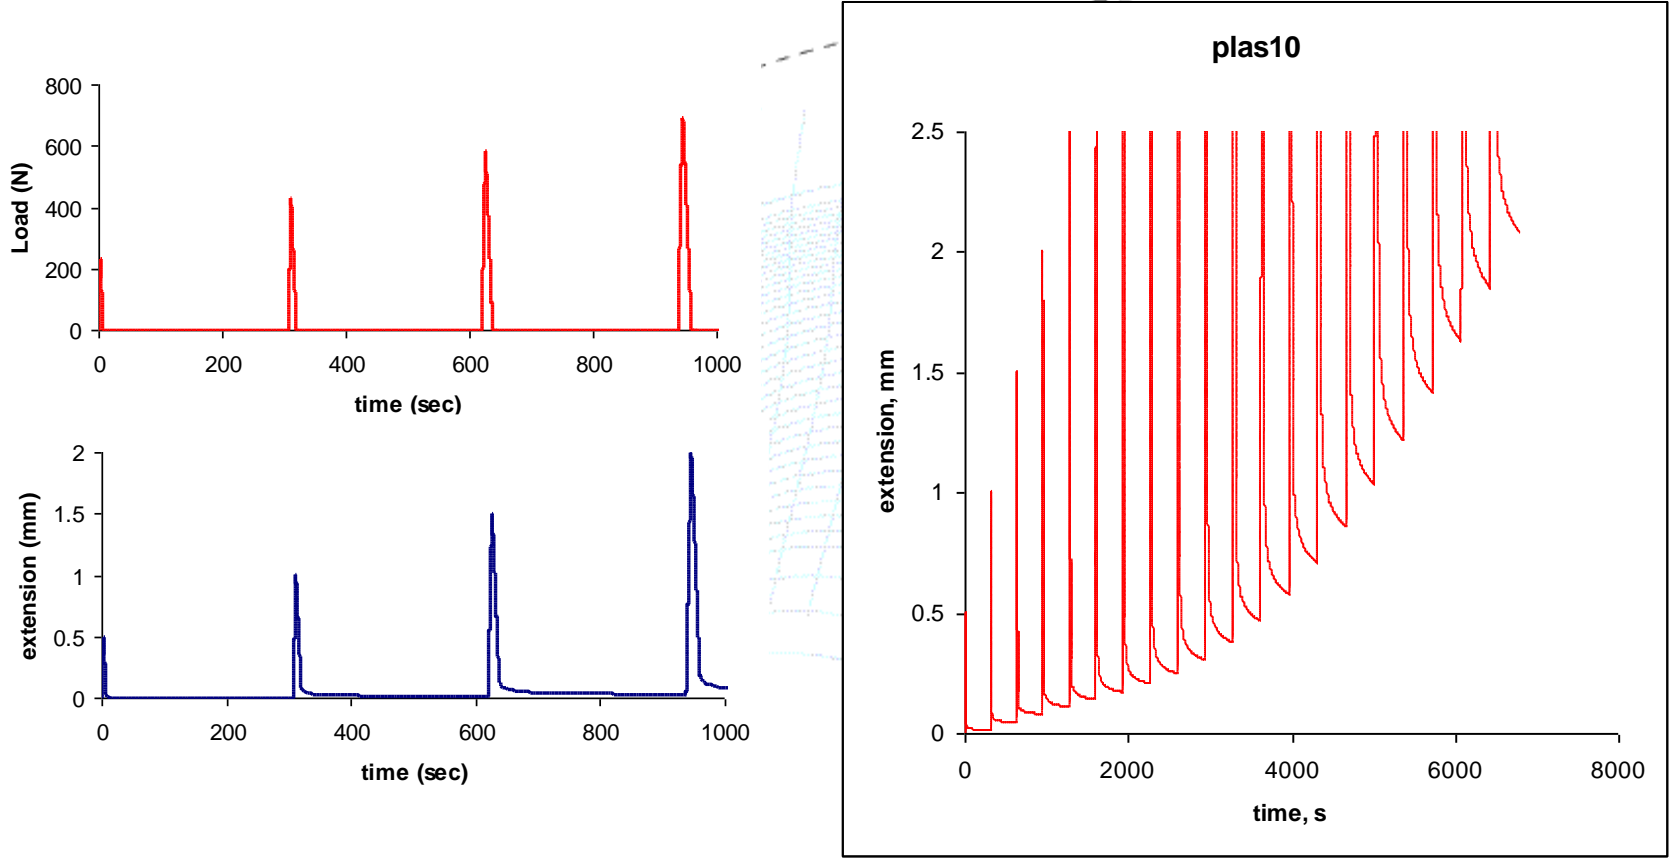 800
600
400
200
0
Load (N)
0 200 400 600 800 1000
time (sec)
2
1.5
1
0.5
0
extension (mm)
0 200 400 600 800 1000
time (sec)
plas10
2.5
2
1.5
1
0.5
0
extension, mm
0 2000 4000 6000 8000
time, s